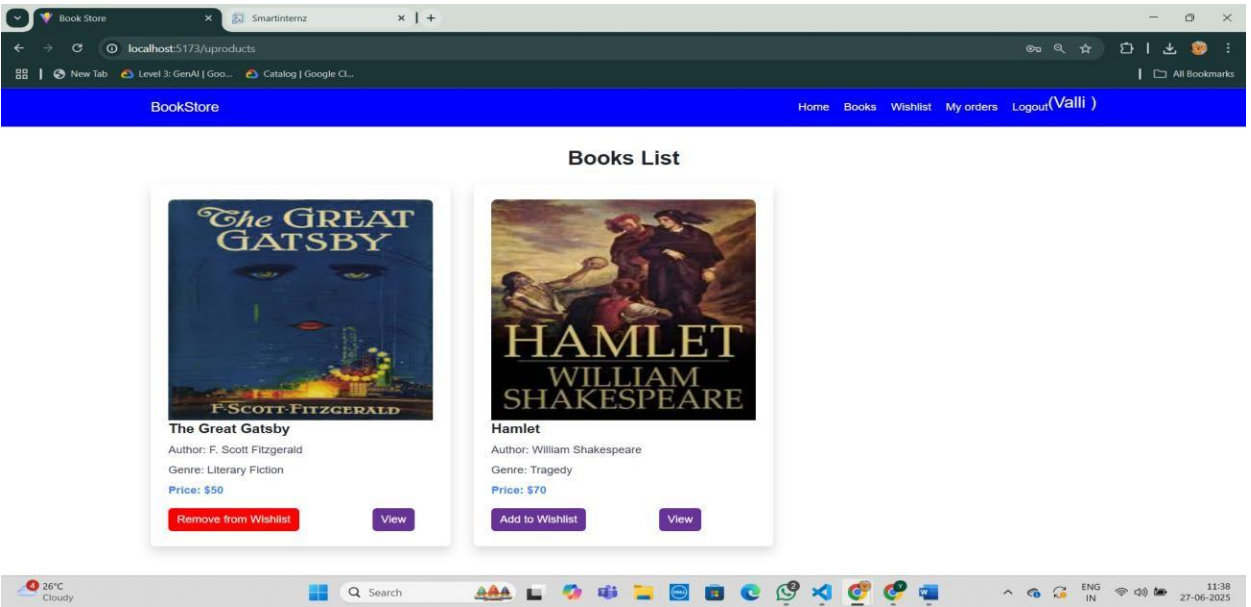 Book Store
Smartinternz
localhost:5173/uproducts
New Tab
Level 3: GenAI | Goo...
Catalog | Google Cl...
All Bookmarks
BookStore
Home Books Wishlist My orders Logout(Valli )
Books List
The GREAT
GATSBY
F·SCOTT·FITZGERALD
HAMLET
WILLIAM
SHAKESPEARE
The Great Gatsby
Author: F. Scott Fitzgerald
Genre: Literary Fiction
Price: $50
Remove from Wishlist View
Hamlet
Author: William Shakespeare
Genre: Tragedy
Price: $70
Add to Wishlist View
4
26°C
Cloudy
Search
DELL
2
ENG
IN
11:38
27-06-2025